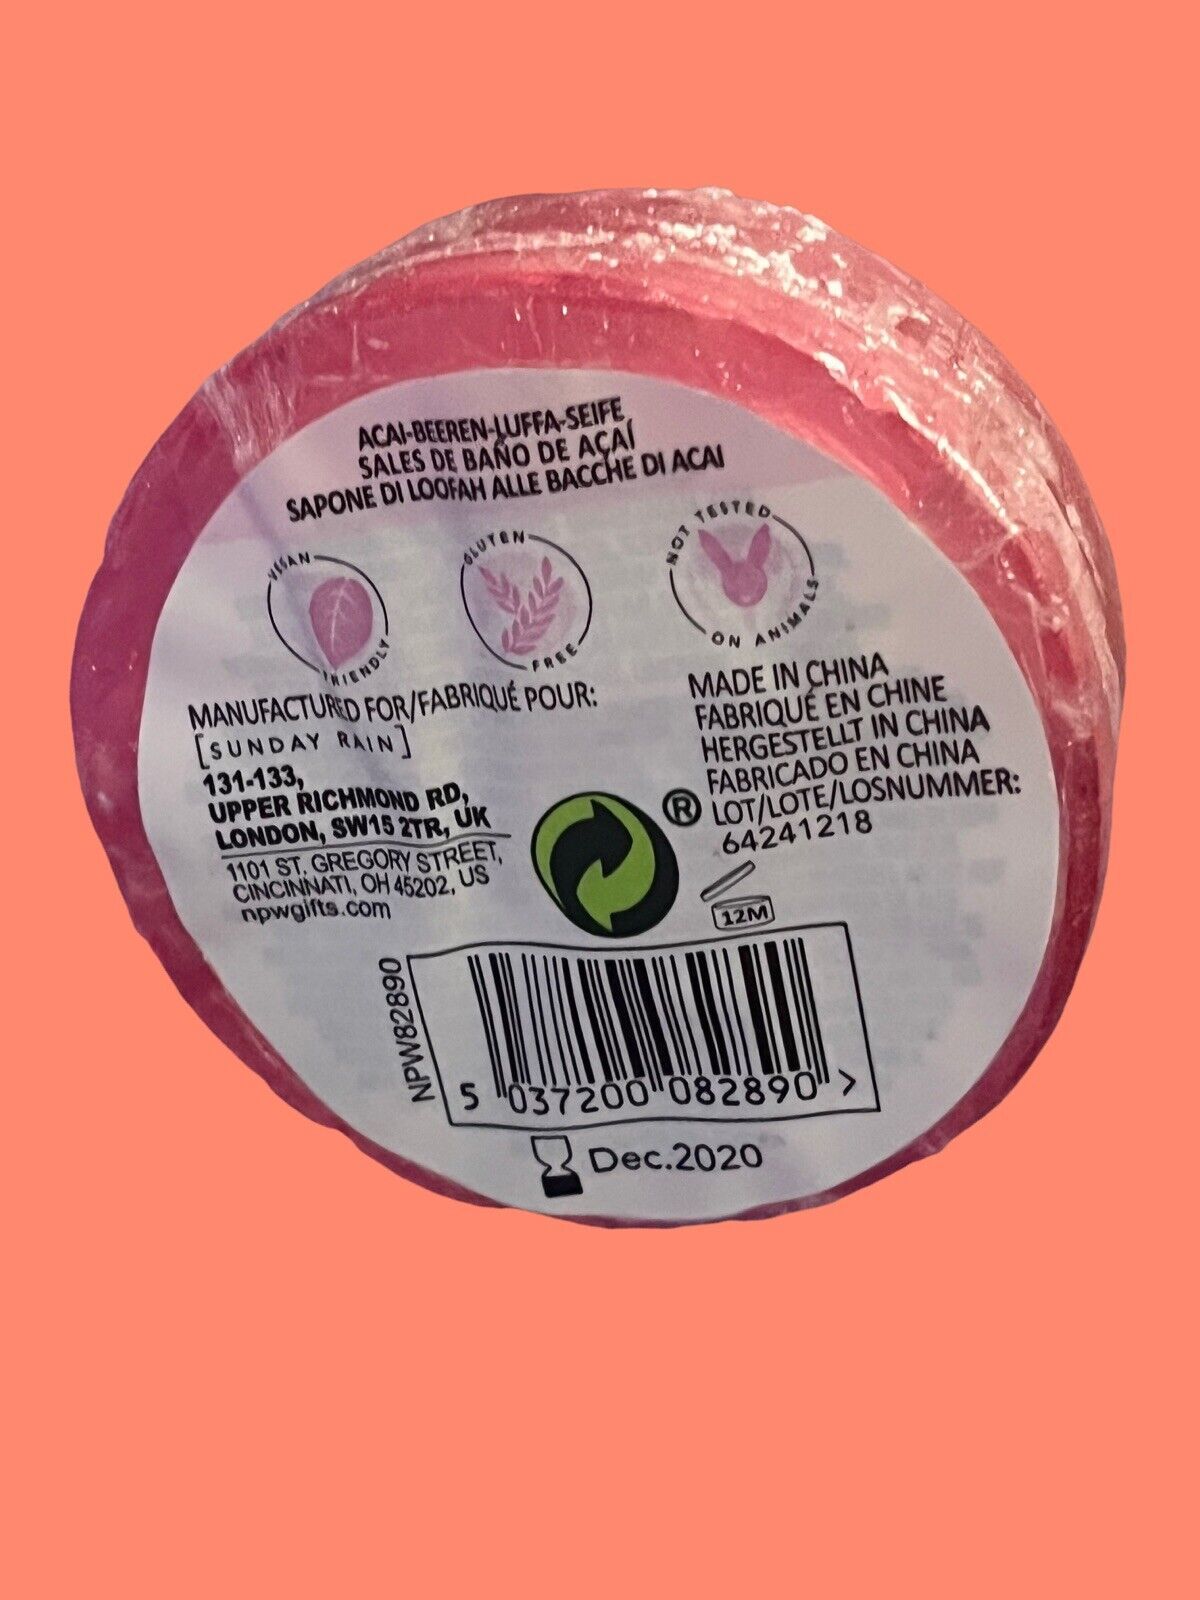 ACAI-BEEREN-LUFFA-SEIFE
SALES DE BAÑO DE AÇAÍ
SAPONE DI LOOFAH ALLE BACCHE DI ACAI
VEGAN FRIENDLY
GLUTEN FREE
NOT TESTED ON ANIMALS
MANUFACTURED FOR/FABRIQUÉ POUR:
[SUNDAY RAIN]
131-133,
UPPER RICHMOND RD,
LONDON, SW15 2TR, UK
1101 ST. GREGORY STREET,
CINCINNATI, OH 45202, US
npwgifts.com
MADE IN CHINA
FABRIQUÉ EN CHINE
HERGESTELLT IN CHINA
FABRICADO EN CHINA
LOT/LOTE/LOSNUMMER:
64241218
®
12M
NPW82890
5 037200 082890 >
Dec.2020